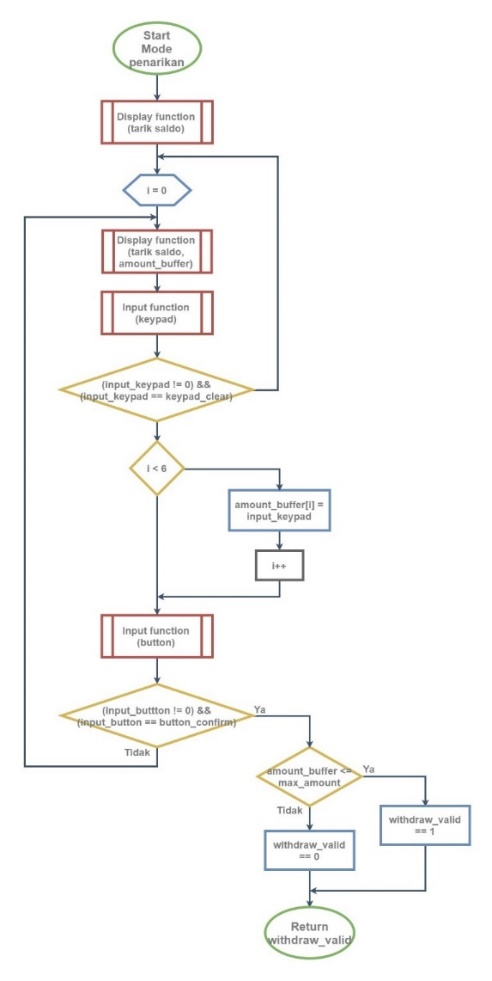 Start
Mode
penarikan
Display function
(tarik saldo)
i = 0
Display function
(tarik saldo,
amount_buffer)
Input function
(keypad)
(input_keypad != 0) &&
(input_keypad == keypad_clear)
i < 6
amount_buffer[i] =
input_keypad
i++
Input function
(button)
(input_buttton != 0) &&
(input_button == button_confirm)
Ya
Tidak
amount_buffer <=
max_amount
Ya
Tidak
withdraw_valid
== 1
withdraw_valid
== 0
Return
withdraw_valid